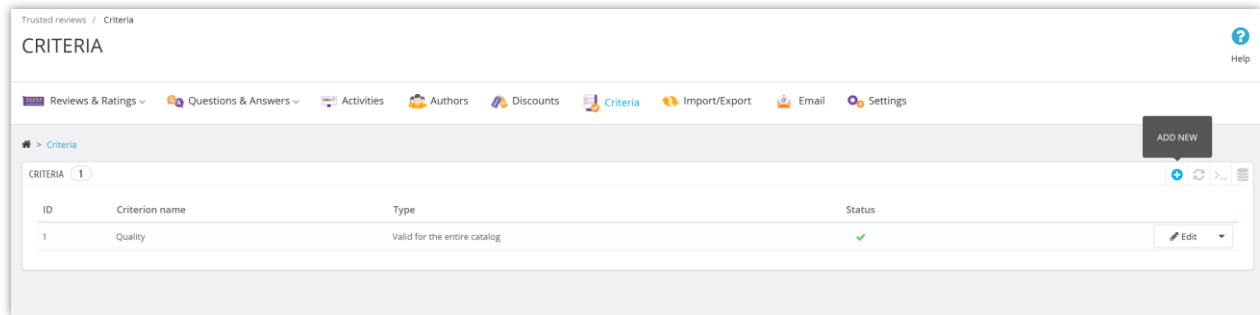 Trusted reviews / Criteria
CRITERIA
Help
Reviews & Ratings Questions & Answers Activities Authors Discounts Criteria Import/Export Email Settings
ADD NEW
> Criteria
CRITERIA 1
ID Criterion name Type Status
1 Quality Valid for the entire catalog Edit